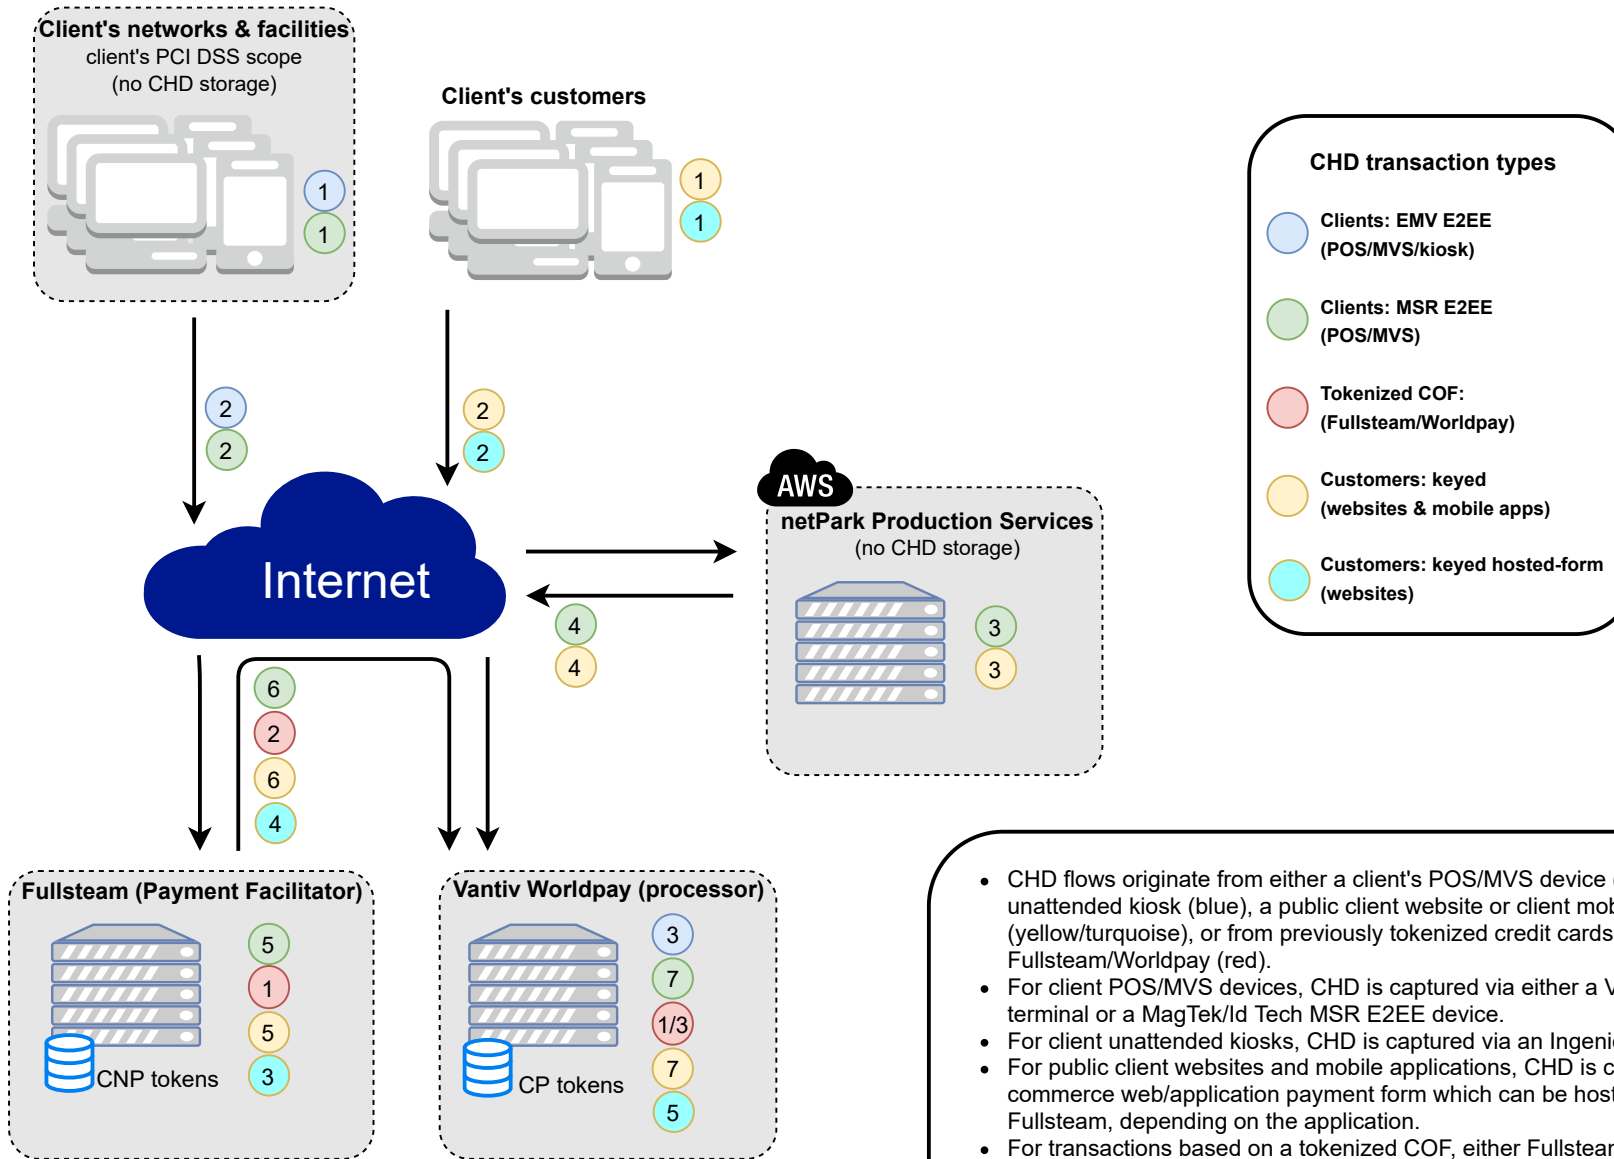 Client's networks & facilities
client's PCI DSS scope
(no CHD storage)
1
1
Client's customers
1
1
CHD transaction types
Clients: EMV E2EE
(POS/MVS/kiosk)
Clients: MSR E2EE
(POS/MVS)
Tokenized COF:
(Fullsteam/Worldpay)
Customers: keyed
(websites & mobile apps)
Customers: keyed hosted-form
(websites)
2
2
2
2
Internet
AWS
netPark Production Services
(no CHD storage)
3
3
4
4
6
2
6
4
Fullsteam (Payment Facilitator)
5
1
5
3
CNP tokens
Vantiv Worldpay (processor)
3
7
1/3
7
5
CP tokens
• CHD flows originate from either a client's POS/MVS device
unattended kiosk (blue), a public client website or client
(yellow/turquoise), or from previously tokenized credit cards
Fullsteam/Worldpay (red).
• For client POS/MVS devices, CHD is captured via either a
terminal or a MagTek/Id Tech MSR E2EE device.
• For client unattended kiosks, CHD is captured via an
• For public client websites and mobile applications, CHD is
commerce web/application payment form which can be
Fullsteam, depending on the application.
• For transactions based on a tokenized COF, either